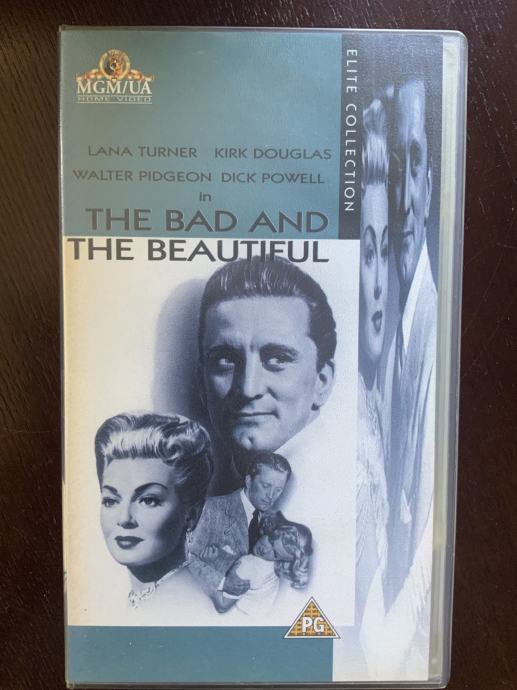 MGM/UA
HOME VIDEO
ELITE COLLECTION
LANA TURNER KIRK DOUGLAS
WALTER PIDGEON DICK POWELL
in
THE BAD AND
THE BEAUTIFUL
PG